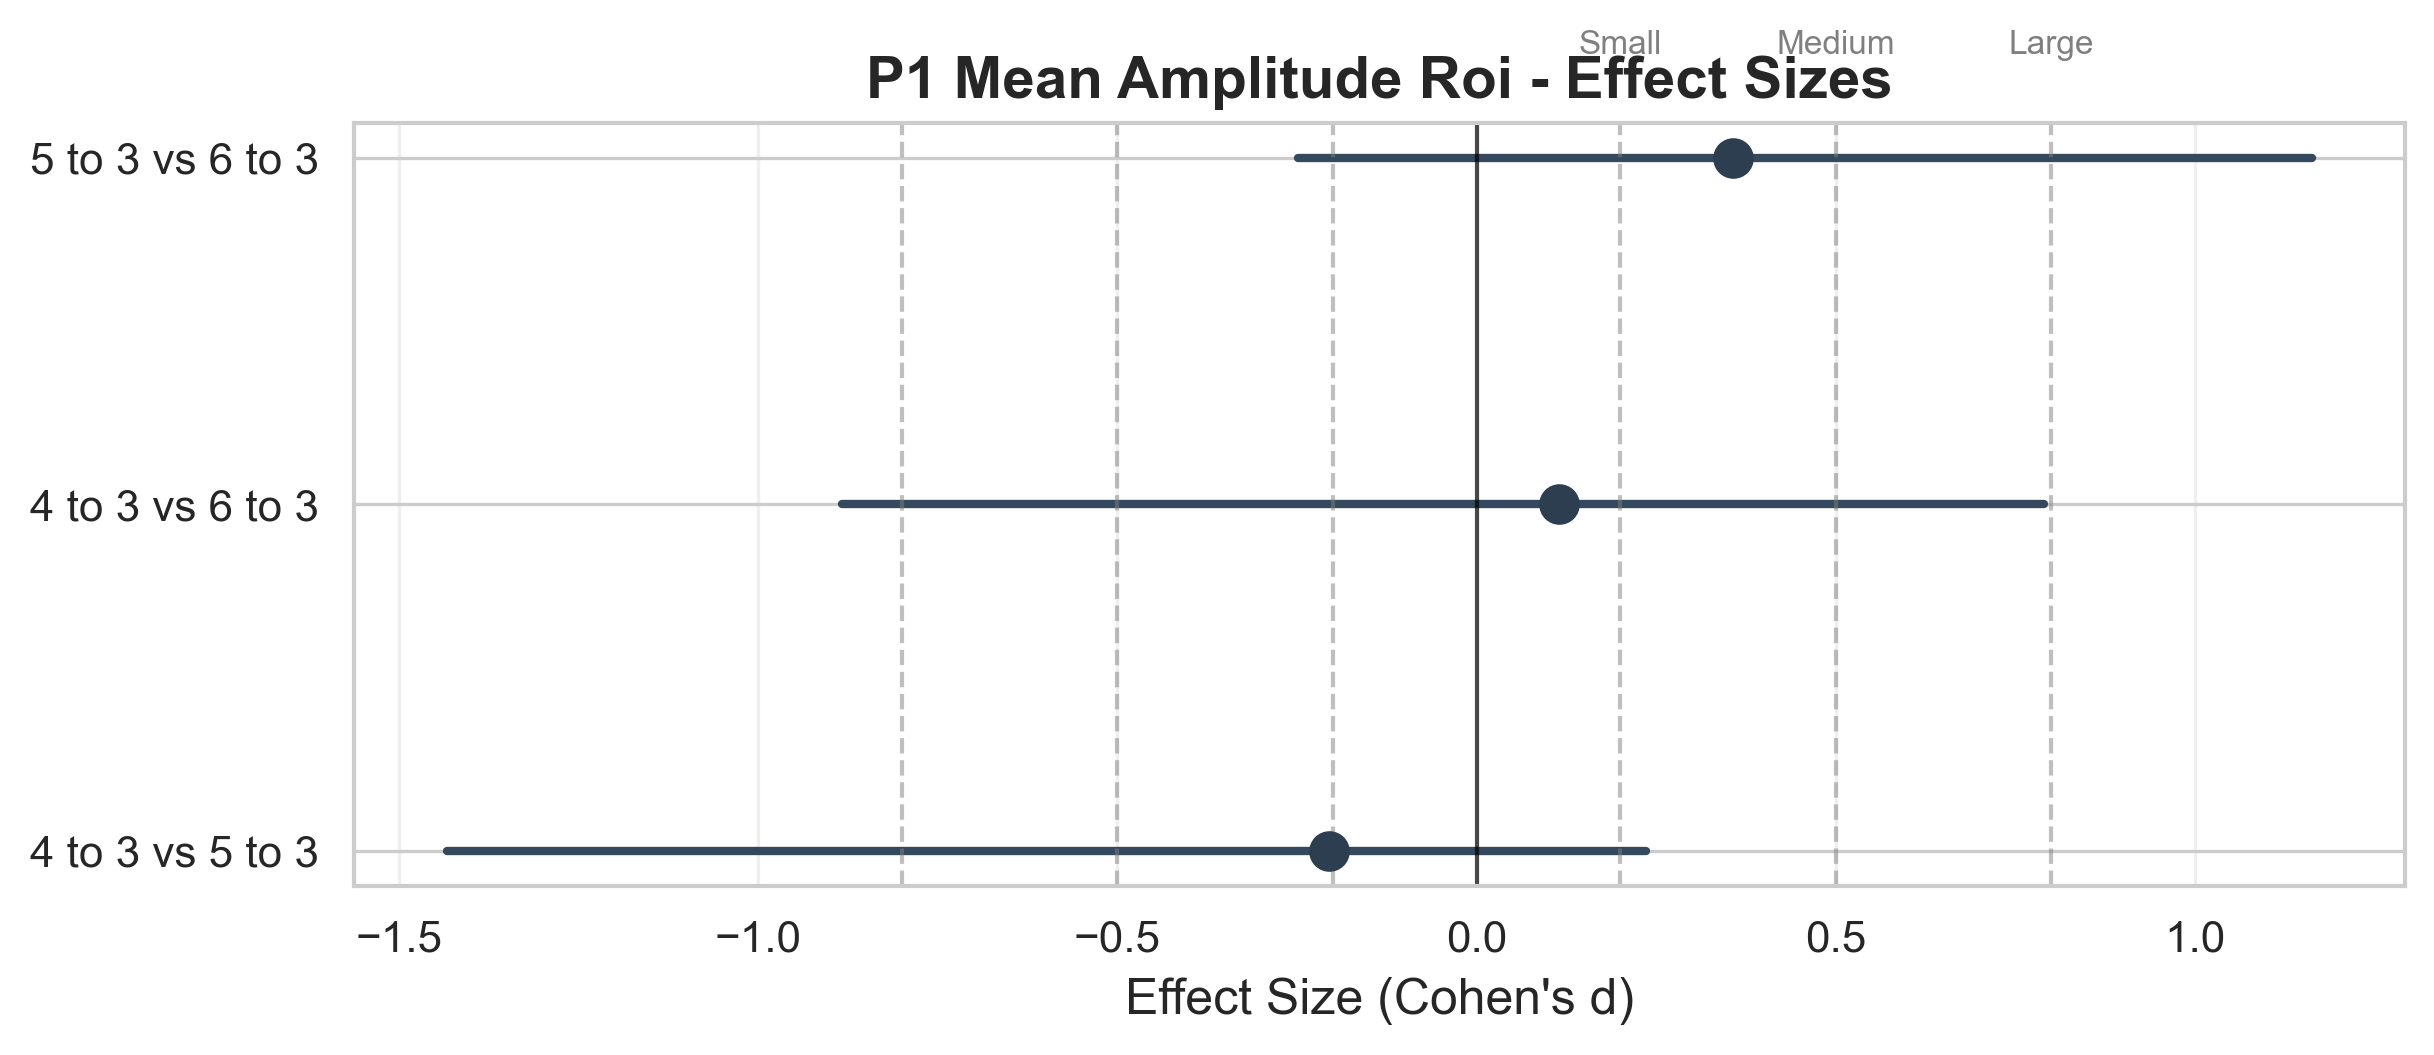 Small Medium Large
P1 Mean Amplitude Roi - Effect Sizes
5 to 3 vs 6 to 3
4 to 3 vs 6 to 3
4 to 3 vs 5 to 3
−1.5 −1.0 −0.5 0.0 0.5 1.0
Effect Size (Cohen's d)